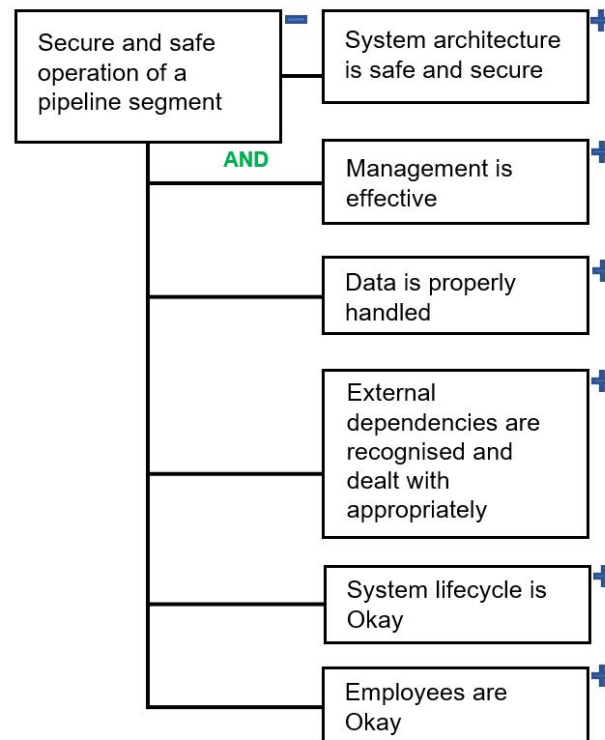 Secure and safe
operation of a
pipeline segment
System architecture
is safe and secure
AND
Management is
effective
Data is properly
handled
External
dependencies are
recognised and
dealt with
appropriately
System lifecycle is
Okay
Employees are
Okay